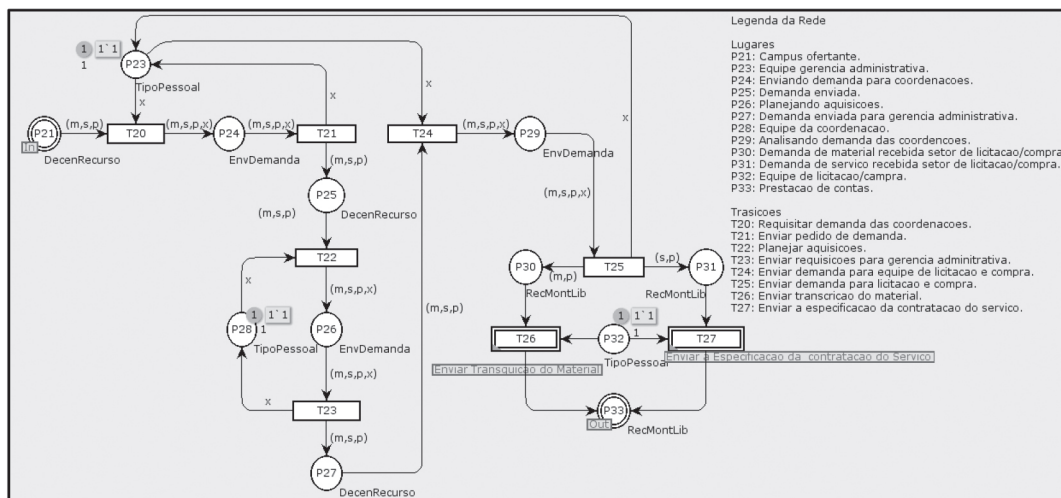 Legenda da Rede
Lugares
P21: Campus ofertante.
P23: Equipe gerencia administrativa.
P24: Enviando demanda para coordenacoes.
P25: Demanda enviada.
P26: Planejando aquisicoes.
P27: Demanda enviada para gerencia administrativa.
P28: Equipe da coordenacao.
P29: Analisando demanda das coordencoes.
P30: Demanda de material recebida setor de licitacao/compra
P31: Demanda de servico recebida setor de licitacao/compra.
P32: Equipe de licitacao/campra.
P33: Prestacao de contas.
Trasicoes
T20: Requisitar demanda das coordenacoes.
T21: Enviar pedido de demanda.
T22: Planejar aquisicoes.
T23: Enviar requisicoes para gerencia adminitrativa.
T24: Enviar demanda para equipe de licitacao e compra.
T25: Enviar demanda para licitacao e compra.
T26: Enviar transcricao do material.
T27: Enviar a especificacao da contratacao do servico.
1 1`1
1
P23
TipoPessoal
x
x
x
x
P21
In
DecenRecurso
(m,s,p)
T20
(m,s,p,x)
P24
EnvDemanda
(m,s,p,x)
T21
T24
(m,s,p,x)
P29
EnvDemanda
(m,s,p)
P25
DecenRecurso
(m,s,p)
(m,s,p,x)
T22
x
(m,s,p,x)
P30
(m,p)
T25
(s,p)
P31
RecMontLib
RecMontLib
(m,s,p)
1 1`1
P28
1
TipoPessoal
P26
EnvDemanda
1 1`1
T26
P32
1
T27
TipoPessoal
Enviar Transquicao do Material
Enviar a Especificacao da contratacao do Servico
(m,s,p,x)
x
T23
P33
Out
RecMontLib
(m,s,p)
P27
DecenRecurso